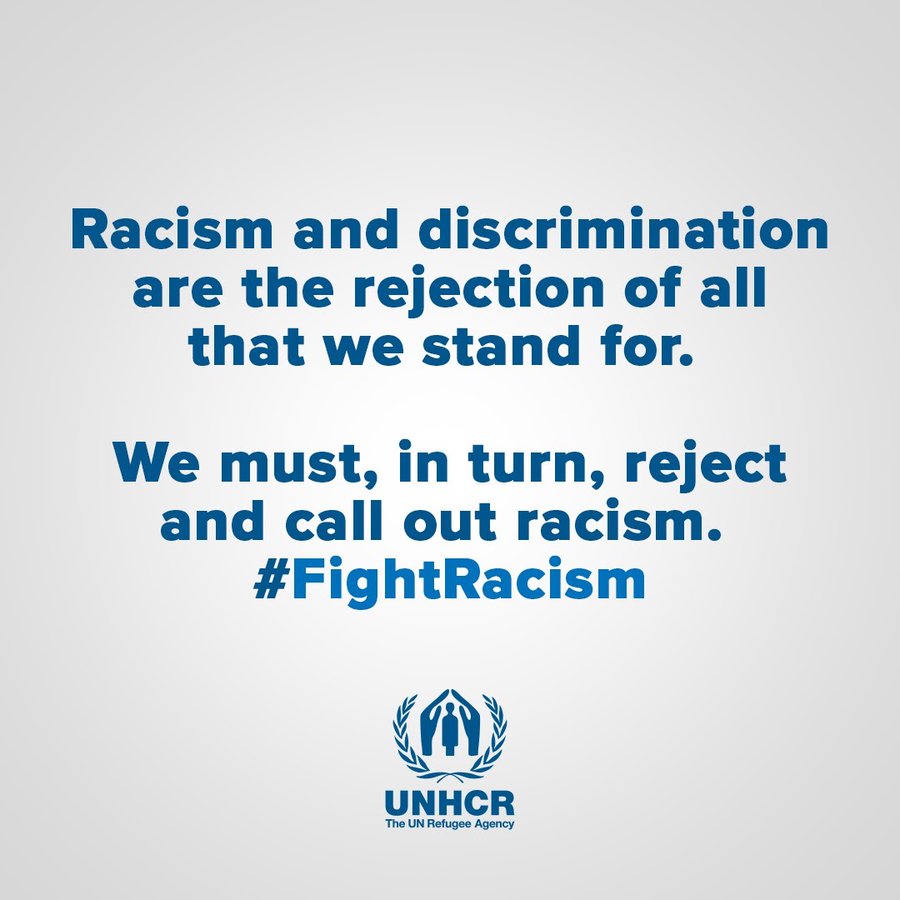 Racism and discrimination
are the rejection of all
that we stand for.
We must, in turn, reject
and call out racism.
#FightRacism
UNHCR
The UN Refugee Agency